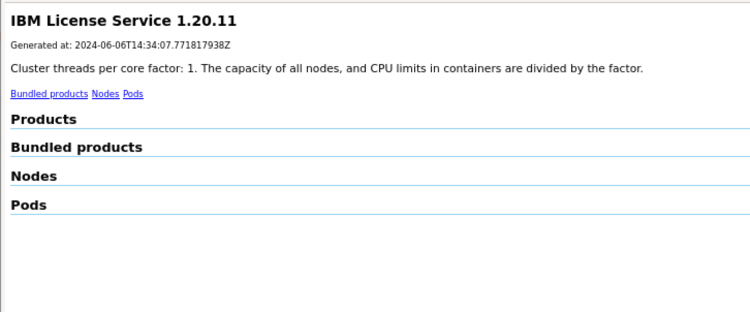 IBM License Service 1.20.11
Generated at: 2024-06-06T14:34:07.771817938Z
Cluster threads per core factor: 1. The capacity of all nodes, and CPU limits in containers are divided by the factor.
Bundled products Nodes Pods
Products
Bundled products
Nodes
Pods